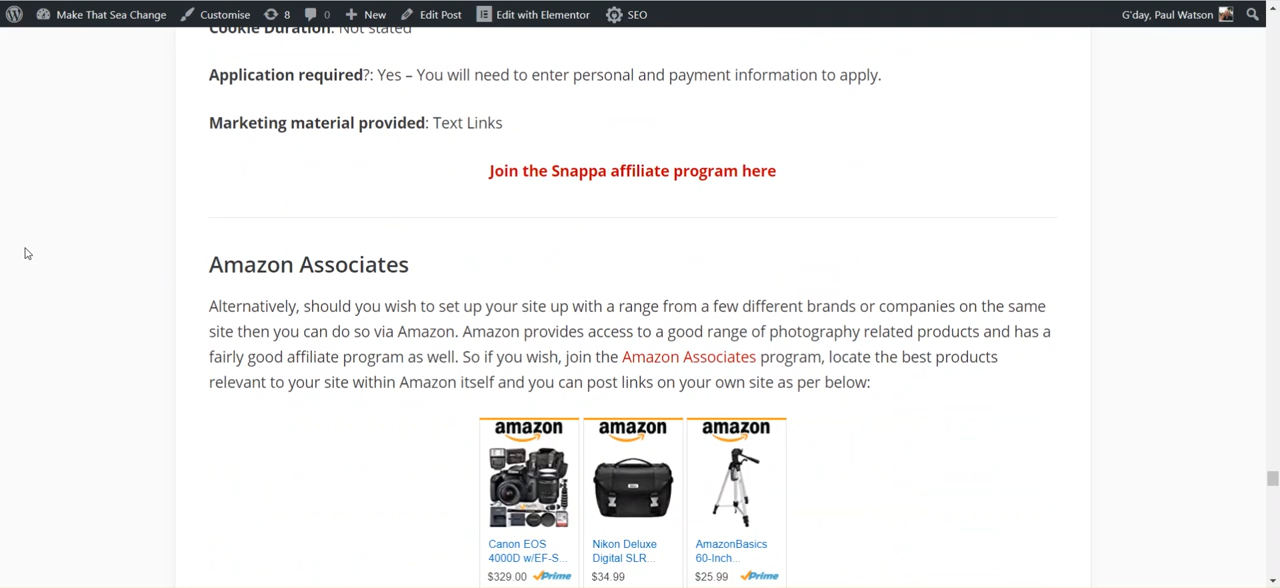 Make That Sea Change Customise 8 0 New Edit Post Edit with Elementor SEO G'day, Paul Watson
Cookie Duration: Not stated
Application required?: Yes – You will need to enter personal and payment information to apply.
Marketing material provided: Text Links
Join the Snappa affiliate program here
Amazon Associates
Alternatively, should you wish to set up your site up with a range from a few different brands or companies on the same
site then you can do so via Amazon. Amazon provides access to a good range of photography related products and has a
fairly good affiliate program as well. So if you wish, join the Amazon Associates program, locate the best products
relevant to your site within Amazon itself and you can post links on your own site as per below:
amazon amazon amazon
Canon EOS Nikon Deluxe AmazonBasics
4000D w/EF-S... Digital SLR... 60-Inch...
$329.00 Prime $34.99 $25.99 Prime